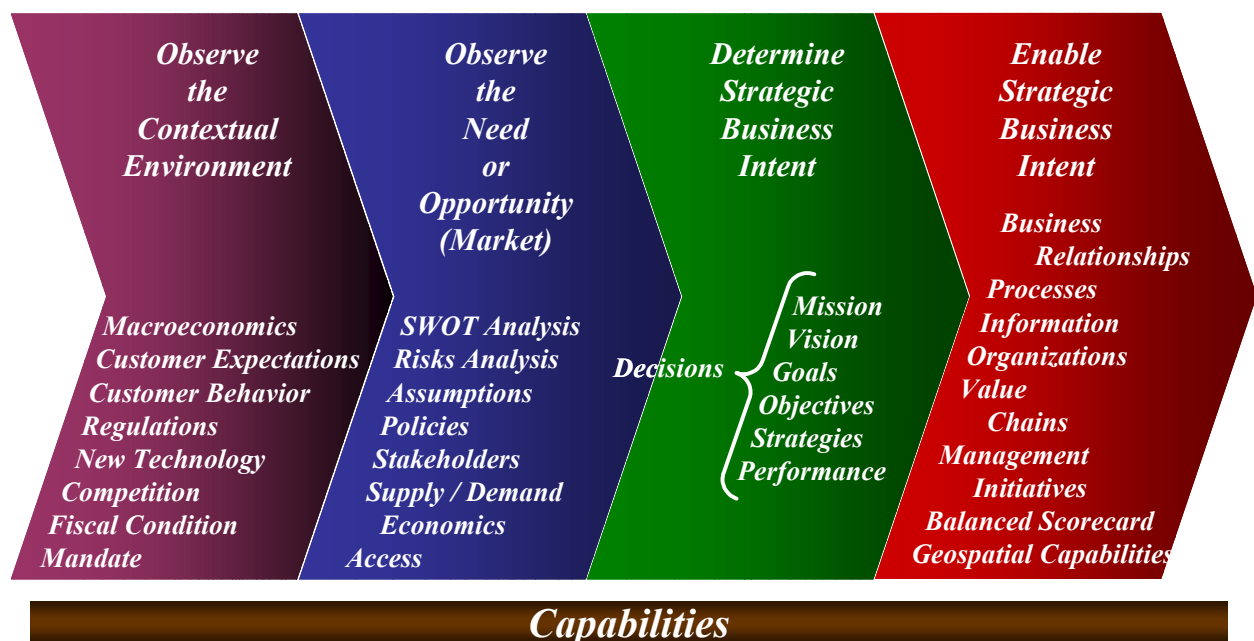 Observe
the
Contextual
Environment
Macroeconomics
Customer Expectations
Customer Behavior
Regulations
New Technology
Competition
Fiscal Condition
Mandate
Observe
the
Need
or
Opportunity
(Market)
SWOT Analysis
Risks Analysis
Assumptions
Policies
Stakeholders
Supply / Demand
Economics
Access
Determine
Strategic
Business
Intent
Decisions
Mission
Vision
Goals
Objectives
Strategies
Performance
Enable
Strategic
Business
Intent
Business
Relationships
Processes
Information
Organizations
Value
Chains
Management
Initiatives
Balanced Scorecard
Geospatial Capabilities
Capabilities